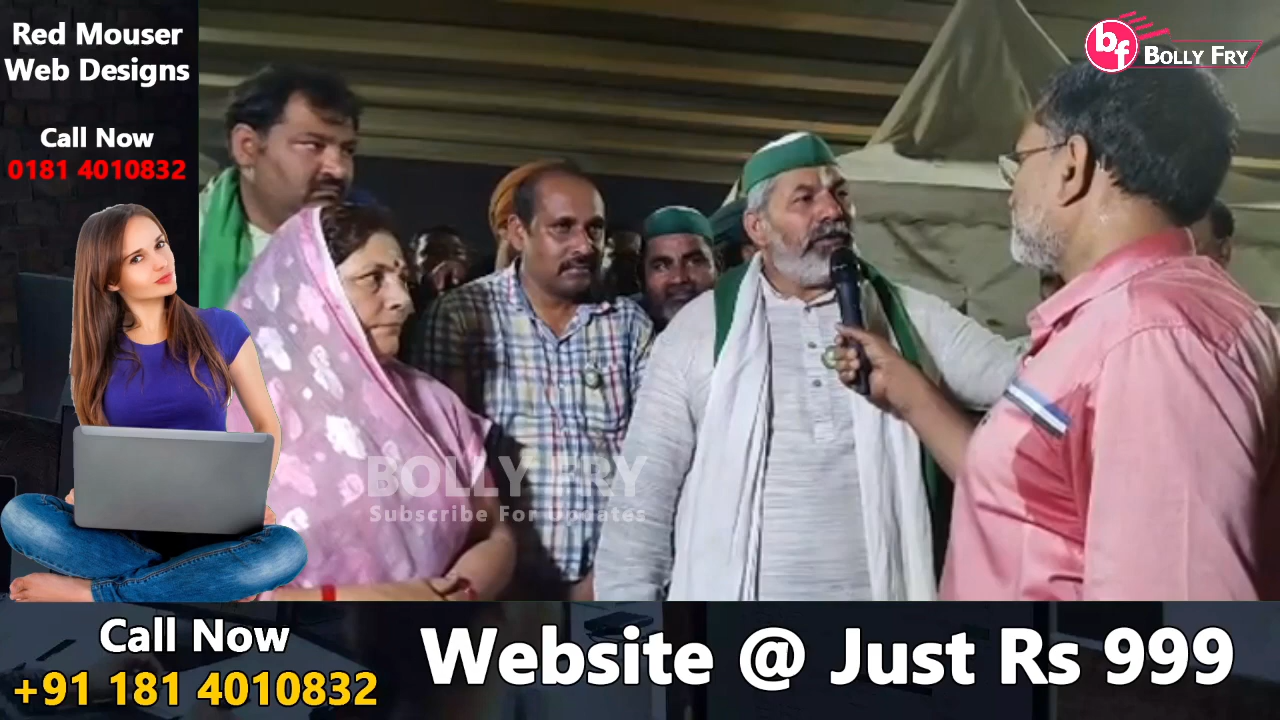 Red Mouser
Web Designs
Call Now
0181 4010832
bf BOLLY FRY
BOLLY FRY
Subscribe For Updates
Call Now
+91 181 4010832
Website @ Just Rs 999